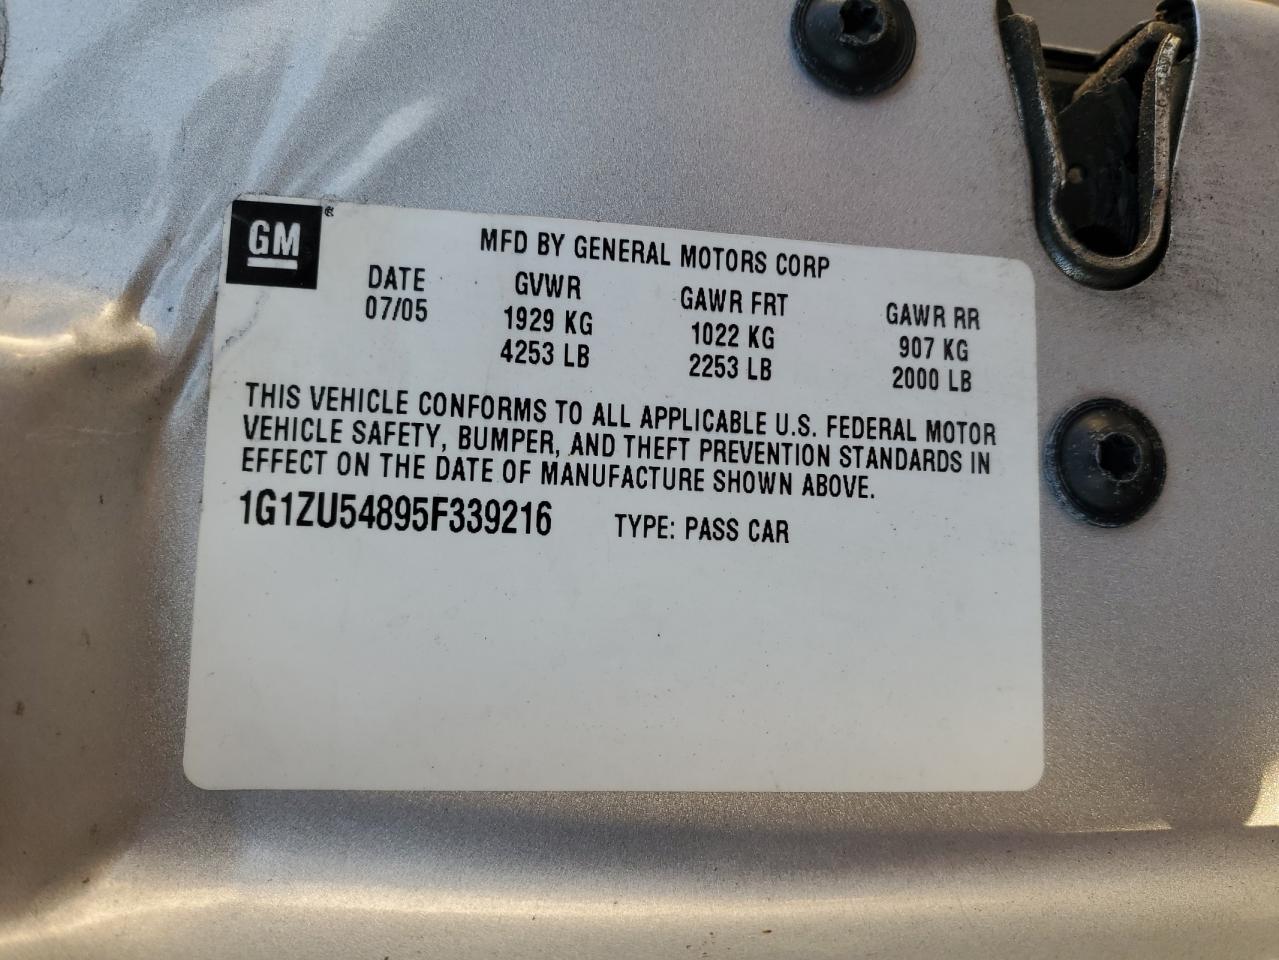 GM
MFD BY GENERAL MOTORS CORP
DATE GVWR GAWR FRT GAWR RR
07/05 1929 KG 1022 KG 907 KG
4253 LB 2253 LB 2000 LB
THIS VEHICLE CONFORMS TO ALL APPLICABLE U.S. FEDERAL MOTOR
VEHICLE SAFETY, BUMPER, AND THEFT PREVENTION STANDARDS IN
EFFECT ON THE DATE OF MANUFACTURE SHOWN ABOVE.
1G1ZU54895F339216 TYPE: PASS CAR